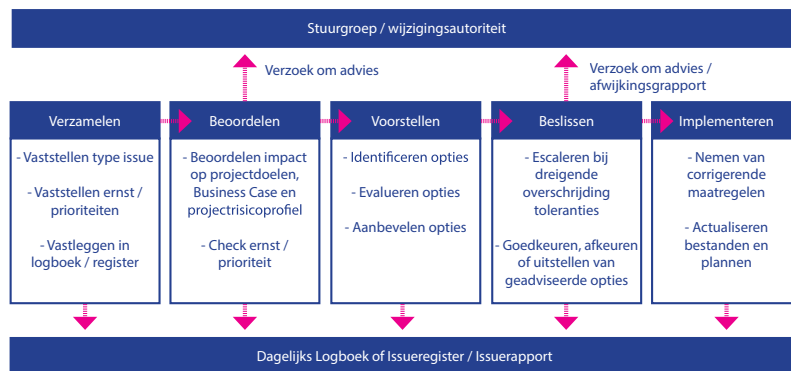 Stuurgroep / wijzigingsautoriteit
Verzoek om advies
Verzoek om advies /
afwijkingsgrapport
Verzamelen
- Vaststellen type issue
- Vaststellen ernst /
prioriteiten
- Vastleggen in
logboek / register
Beoordelen
- Beoordelen impact
op projectdoelen,
Business Case en
projectrisicoprofiel
- Check ernst /
prioriteit
Voorstellen
- Identificeren opties
- Evalueren opties
- Aanbevelen opties
Beslissen
- Escaleren bij
dreigende
overschrijding
toleranties
- Goedkeuren, afkeuren
of uitstellen van
geadviseerde opties
Implementeren
- Nemen van
corrigerende
maatregelen
- Actualiseren
bestanden en
plannen
Dagelijks Logboek of Issueregister / Issuerapport